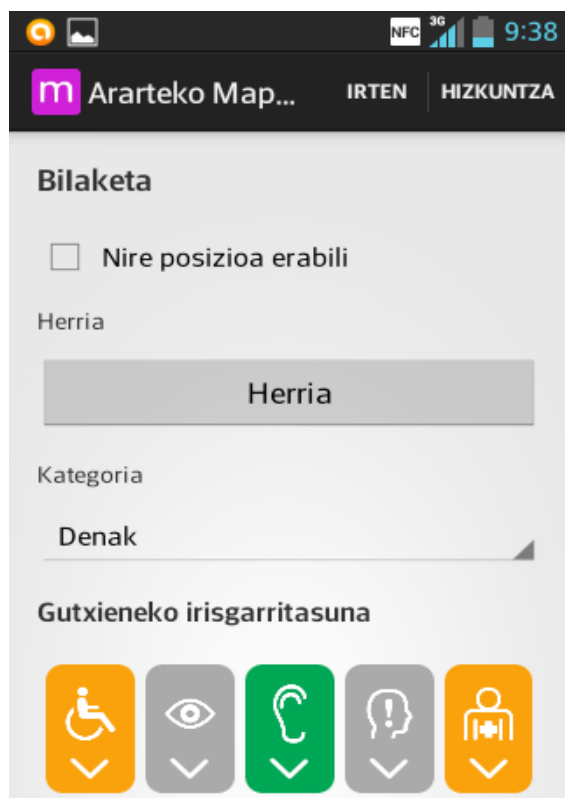 NFC 3G 9:38
m Ararteko Map... IRTEN HIZKUNTZA
Bilaketa
Nire posizioa erabili
Herria
Herria
Kategoria
Denak
Gutxieneko irisgarritasuna